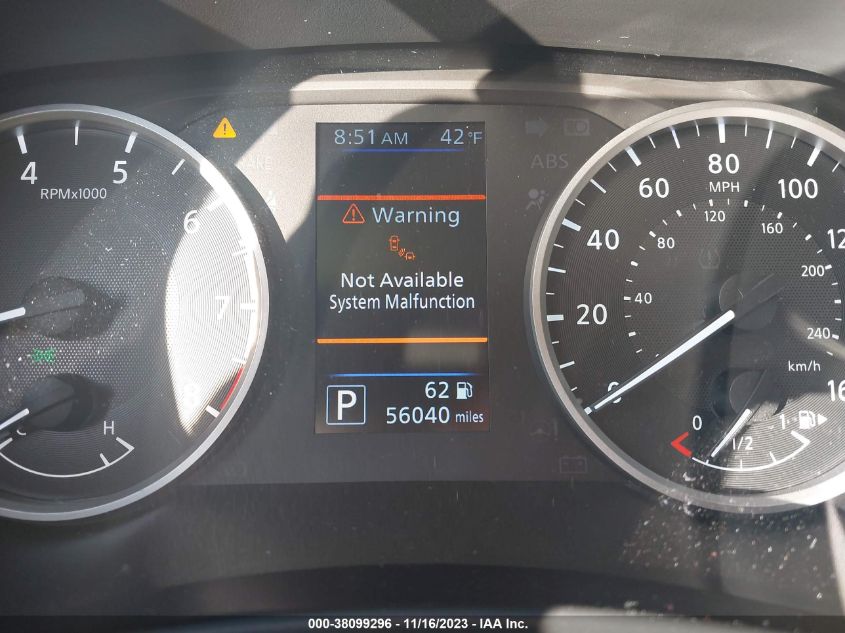 4
5
6
7
8
RPMx1000
C
H
8:51 AM
42 °F
Warning
Not Available
System Malfunction
P
62
56040 miles
ABS
0
20
40
60
80
100
MPH
40
80
120
160
200
240
km/h
0
1/2
1
000-38099296 - 11/16/2023 - IAA Inc.